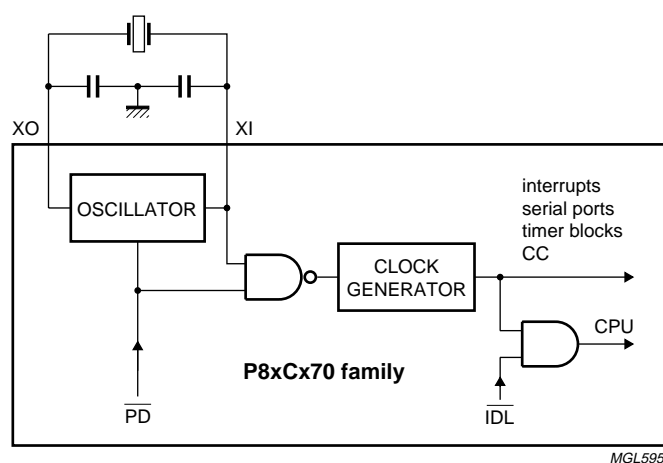 XO
XI
OSCILLATOR
interrupts
serial ports
timer blocks
CC
CLOCK
GENERATOR
CPU
P8xCx70 family
PD
IDL
MGL595